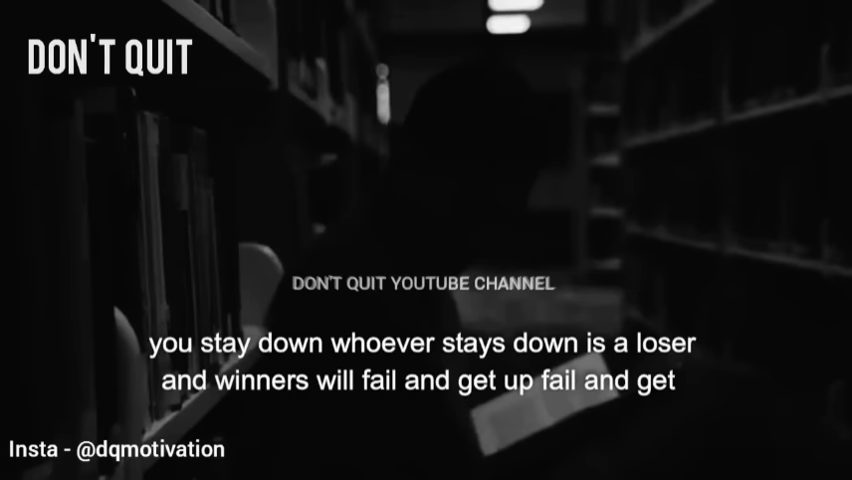 DON'T QUIT
DON'T QUIT YOUTUBE CHANNEL
you stay down whoever stays down is a loser
and winners will fail and get up fail and get
Insta - @dqmotivation